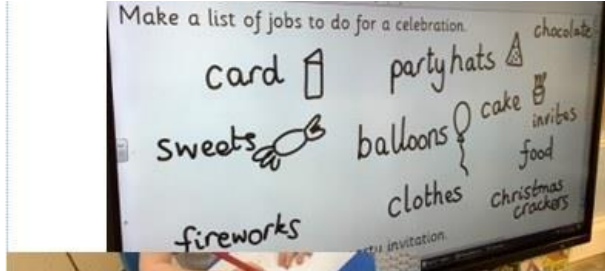 Make a list of jobs to do for a celebration.
chocolate
card
party hats
cake
invites
sweets
balloons
food
clothes
christmas
crackers
fireworks
invitation.